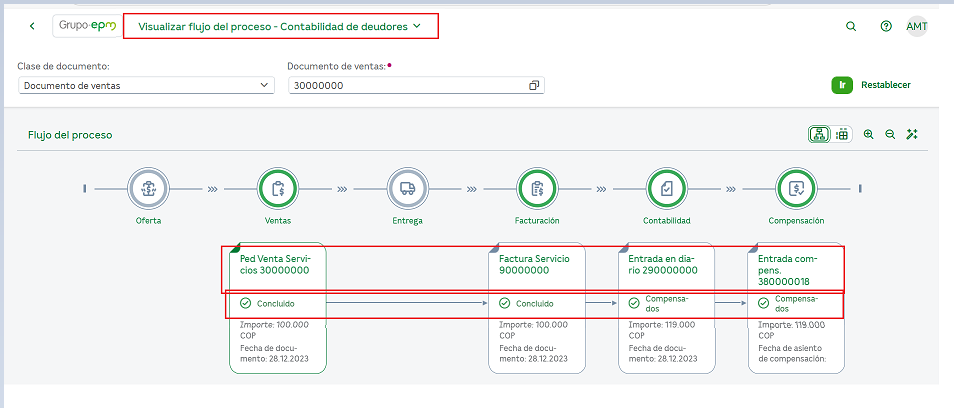 Grupo·epm
Visualizar flujo del proceso - Contabilidad de deudores
AMT
Clase de documento:
Documento de ventas:
Documento de ventas
30000000
Ir
Restablecer
Flujo del proceso
Oferta
Ventas
Entrega
Facturación
Contabilidad
Compensación
Ped Venta Servi-
cios 30000000
Concluido
Importe: 100.000
COP
Fecha de docu-
mento: 28.12.2023
Factura Servicio
90000000
Concluido
Importe: 100.000
COP
Fecha de docu-
mento: 28.12.2023
Entrada en dia-
rio 290000000
Compensa-
dos
Importe: 119.000
COP
Fecha de docu-
mento: 28.12.2023
Entrada com-
pens.
380000018
Compensa-
dos
Importe: 119.000
COP
Fecha de asiento
de compensación: